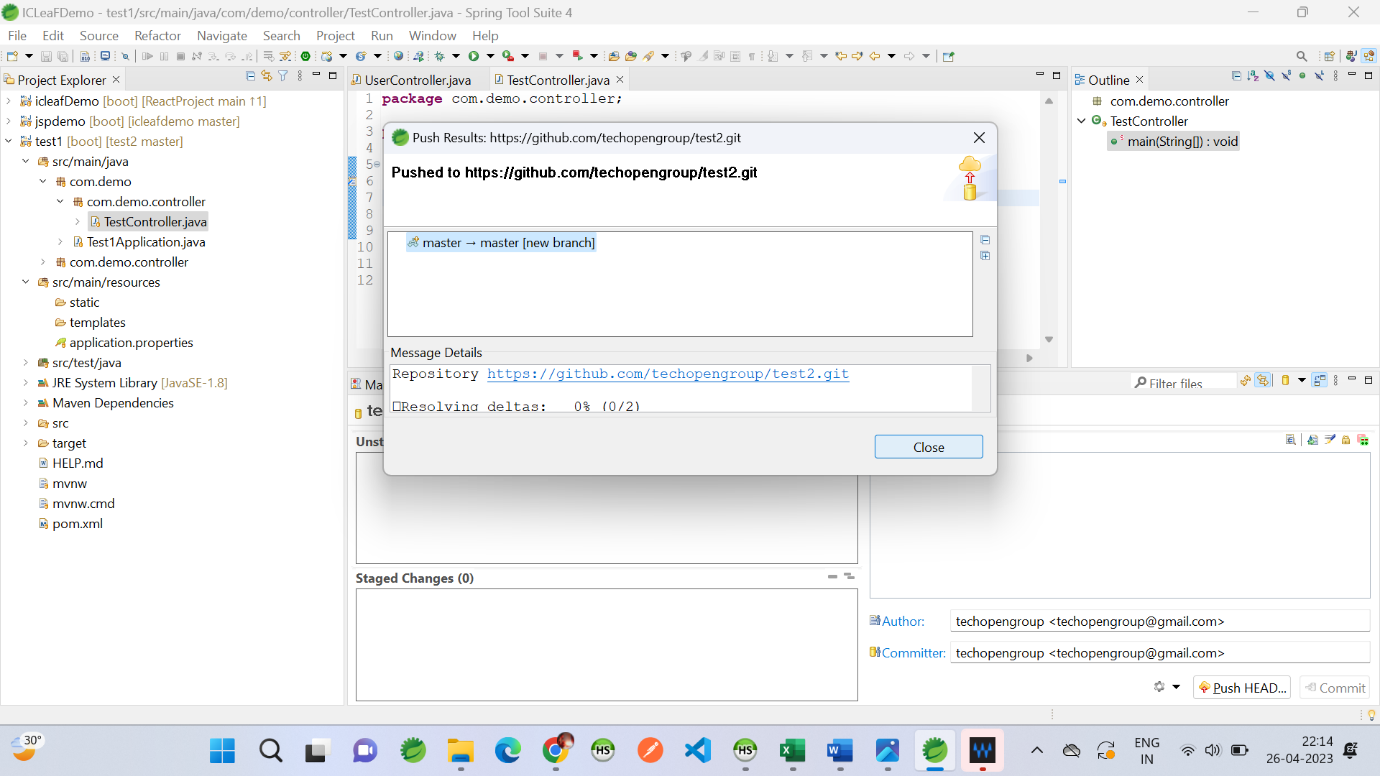 ICLeaFDemo - test1/src/main/java/com/demo/controller/TestController.java - Spring Tool Suite 4
File Edit Source Refactor Navigate Search Project Run Window Help
Project Explorer
icleafDemo [boot] [ReactProject main ↑1]
jspdemo [boot] [icleafdemo master]
test1 [boot] [test2 master]
src/main/java
com.demo
com.demo.controller
TestController.java
Test1Application.java
com.demo.controller
src/main/resources
static
templates
application.properties
src/test/java
JRE System Library [JavaSE-1.8]
Maven Dependencies
src
target
HELP.md
mvnw
mvnw.cmd
pom.xml
UserController.java TestController.java
1 package com.demo.controller;
2
3
4
5
6
7
8
9
10
11
12
Push Results: https://github.com/techopengroup/test2.git
Pushed to https://github.com/techopengroup/test2.git
master → master [new branch]
Message Details
Repository https://github.com/techopengroup/test2.git
Resolving deltas: 0% (0/2)
Close
Outline
com.demo.controller
TestController
main(String[]) : void
Ma
Filter files
te
Unst
Staged Changes (0)
Author: techopengroup <techopengroup@gmail.com>
Committer: techopengroup <techopengroup@gmail.com>
Push HEAD... Commit
30°
HS
HS
ENG
IN
22:14
26-04-2023